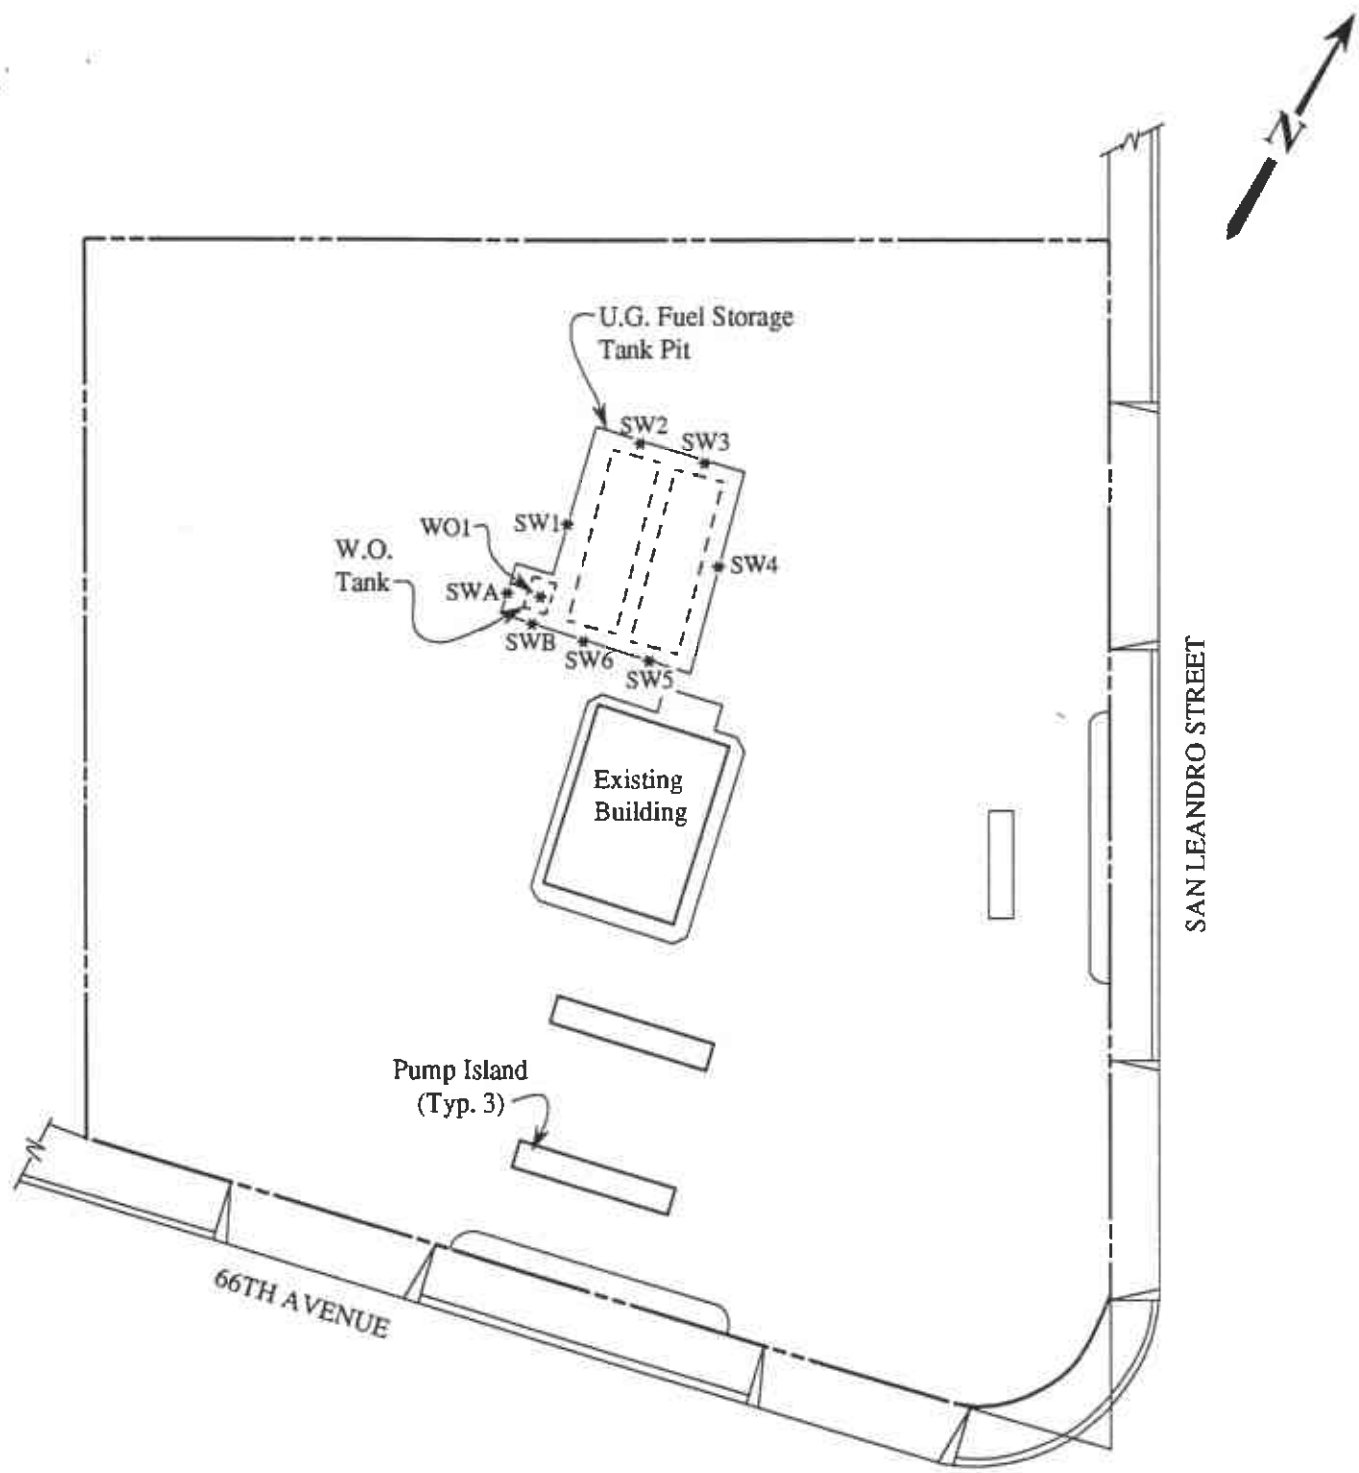 N
U.G. Fuel Storage
Tank Pit
SW2
SW3
WO1
SW1
W.O.
Tank
SW4
SWA
SWB
SW6
SW5
Existing
Building
SAN LEANDRO STREET
Pump Island
(Typ. 3)
66TH AVENUE